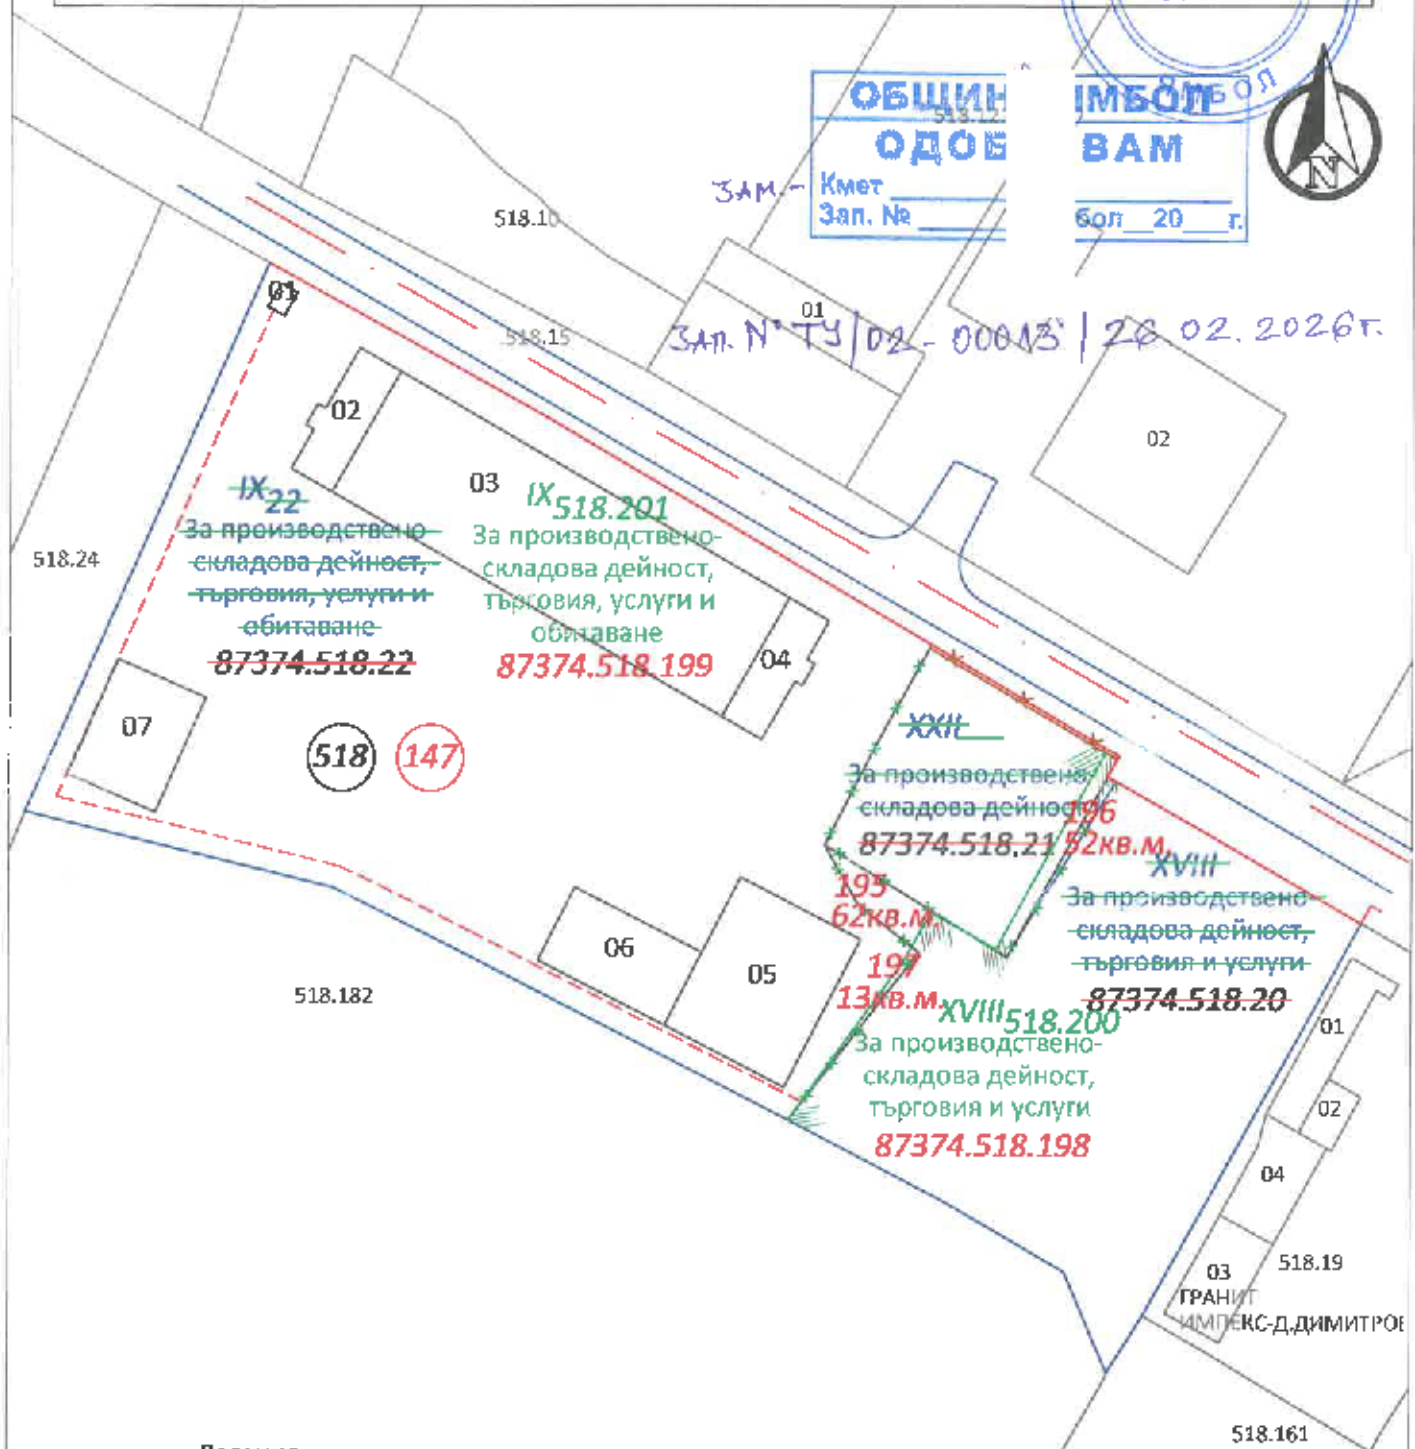 ЯМБОЛ
ОБЩИН ЯМБОЛ
ОДОБ ВАМ
ЗАМ.- Кмет
Зап. № бол 20 г.
ЗАП. № ТУ/02-00013 / 26.02.2026г.
N
518.10
518.15
01
02
01
02
03
04
05
06
07
518.24
IX22
За производствено
складова дейност,
търговия, услуги и
обитаване
87374.518.22
IX518.201
За производствено-
складова дейност,
търговия, услуги и
обитаване
87374.518.199
518
147
XXII
За производствено
складова дейност
87374.518.21
196
52кв.м.
195
62кв.м.
197
13кв.м.
XVIII
За производствено-
складова дейност,
търговия и услуги
87374.518.20
XVIII518.200
За производствено-
складова дейност,
търговия и услуги
87374.518.198
518.182
01
02
04
03
518.19
ГРАНИТ
ИМПЕКС-Д.ДИМИТРОВ
518.161